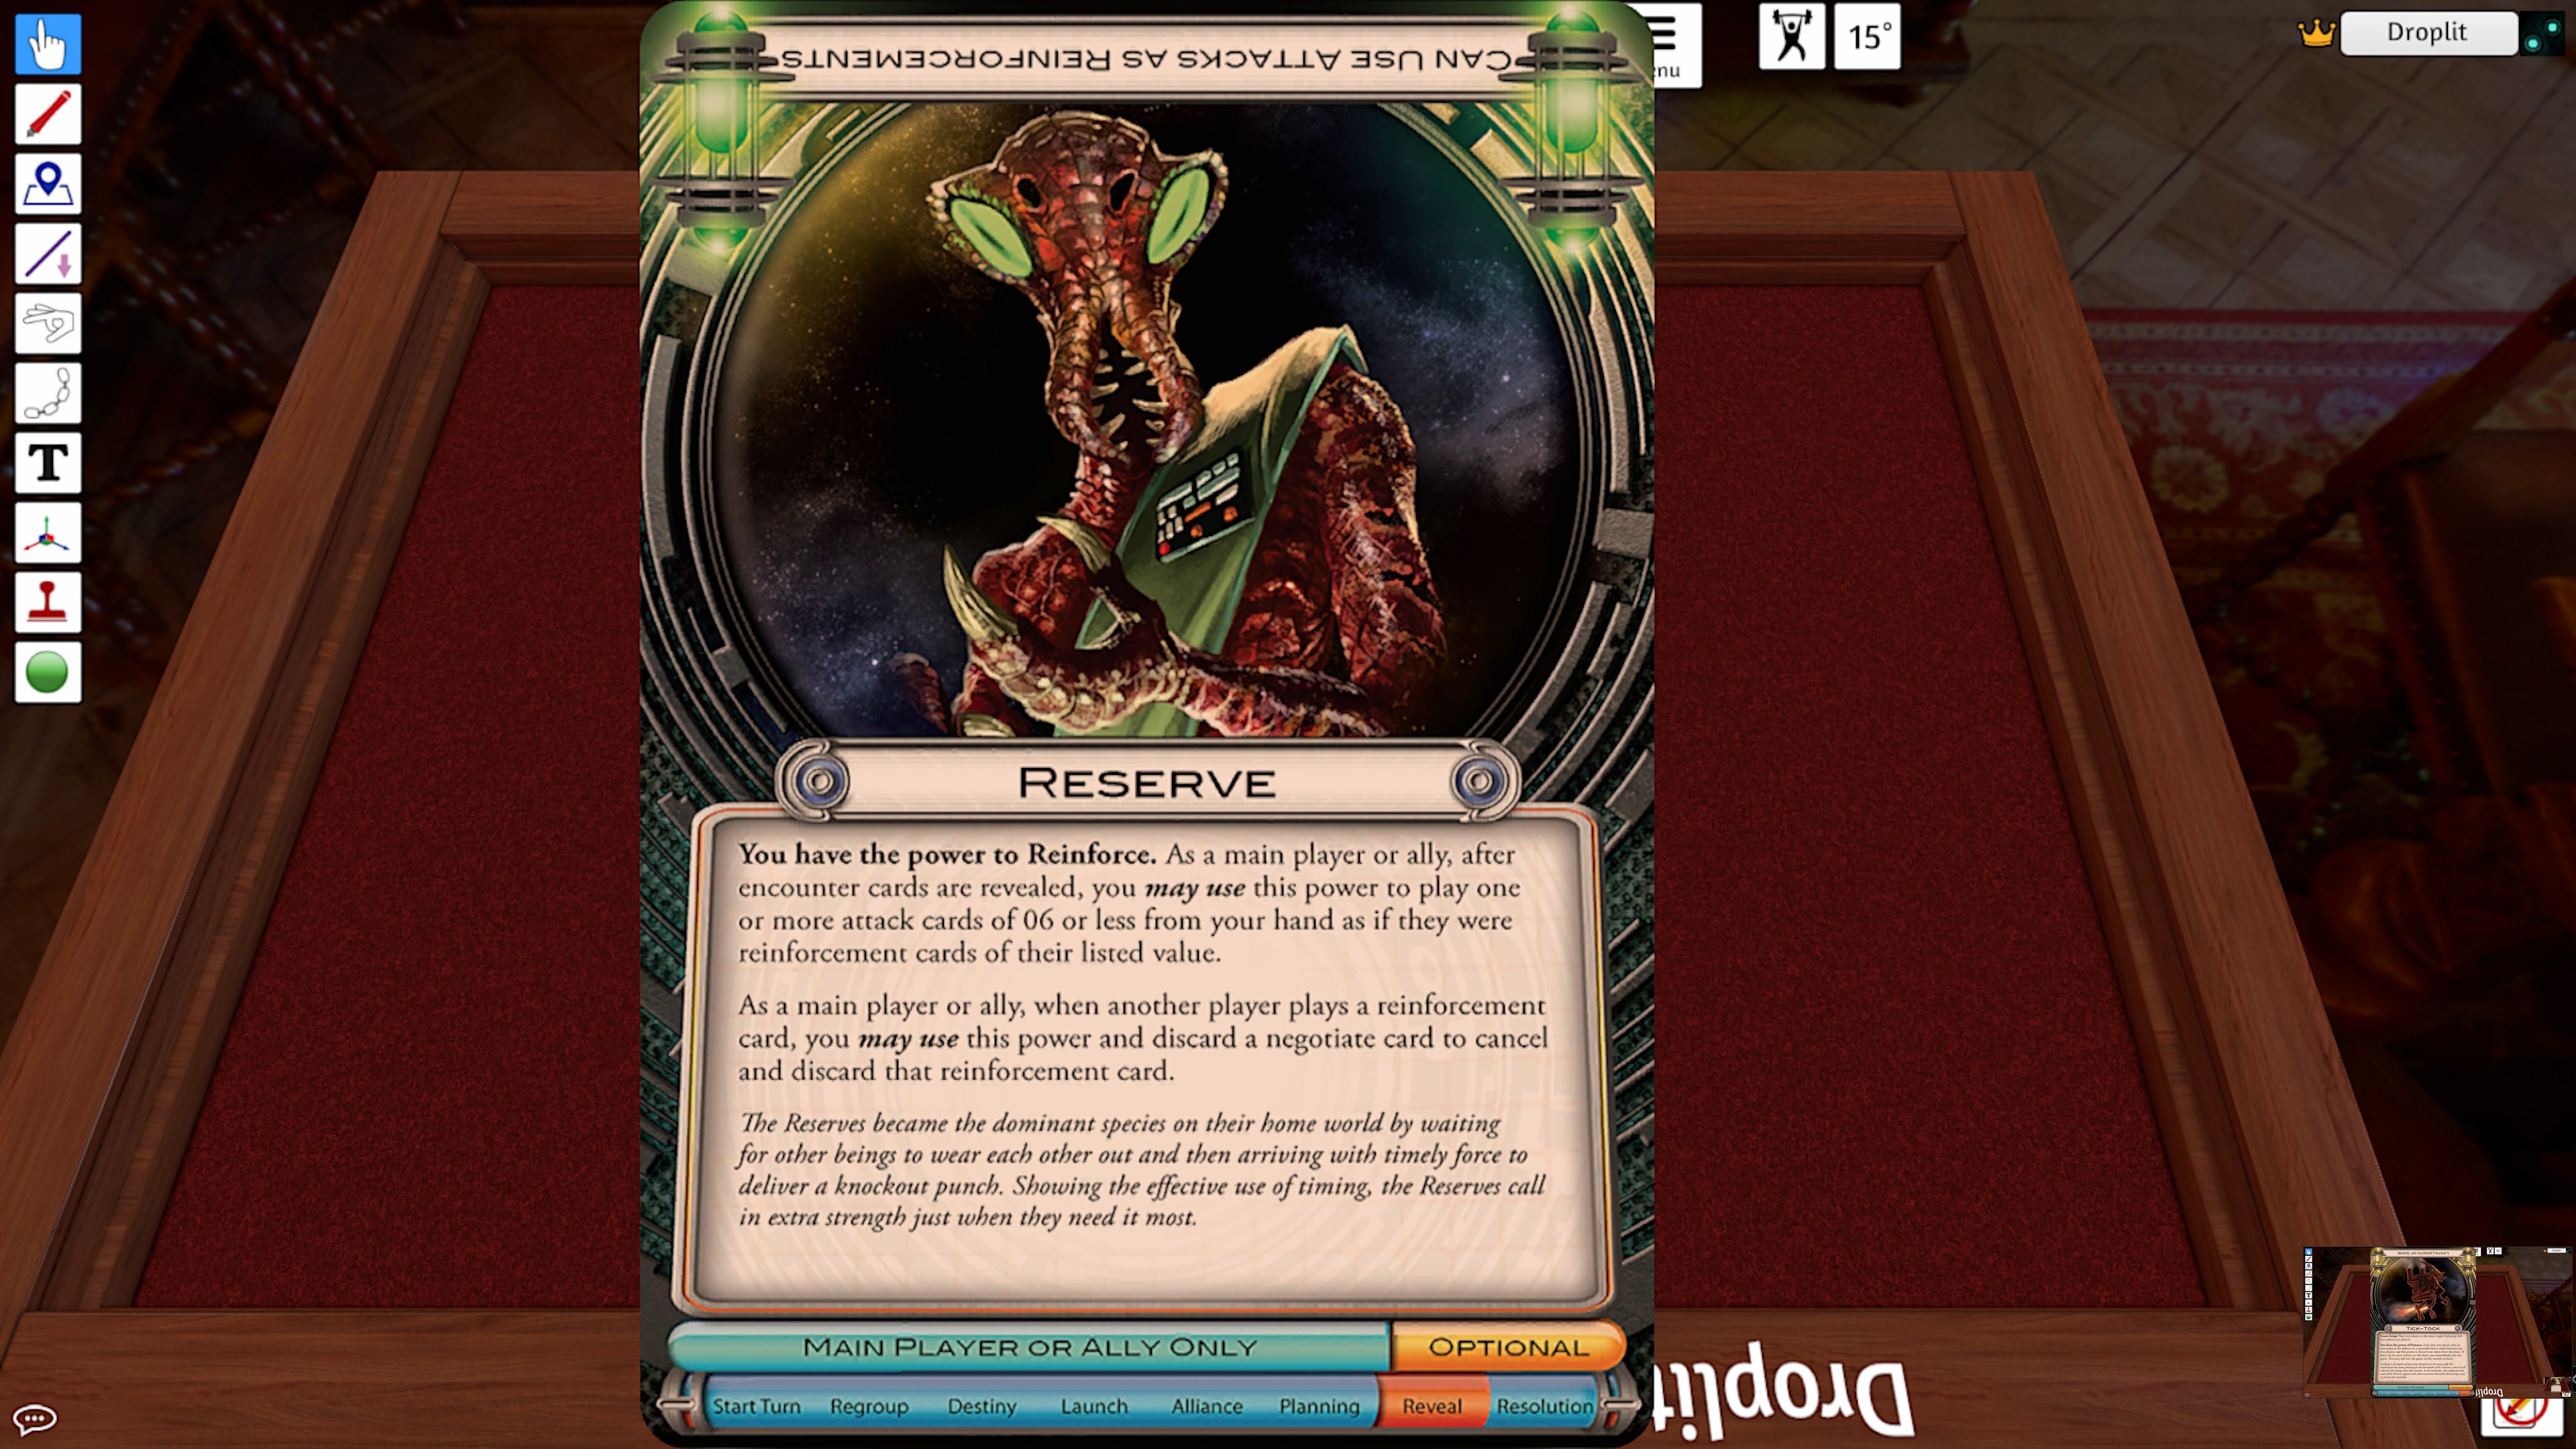 CAN USE ATTACKS AS REINFORCEMENTS
nu
15°
Droplit
T
RESERVE
You have the power to Reinforce. As a main player or ally, after
encounter cards are revealed, you may use this power to play one
or more attack cards of 06 or less from your hand as if they were
reinforcement cards of their listed value.
As a main player or ally, when another player plays a reinforcement
card, you may use this power and discard a negotiate card to cancel
and discard that reinforcement card.
The Reserves became the dominant species on their home world by waiting
for other beings to wear each other out and then arriving with timely force to
deliver a knockout punch. Showing the effective use of timing, the Reserves call
in extra strength just when they need it most.
MAIN PLAYER OR ALLY ONLY OPTIONAL
Start Turn Regroup Destiny Launch Alliance Planning Reveal Resolution
Droplit
TICK-TOCK